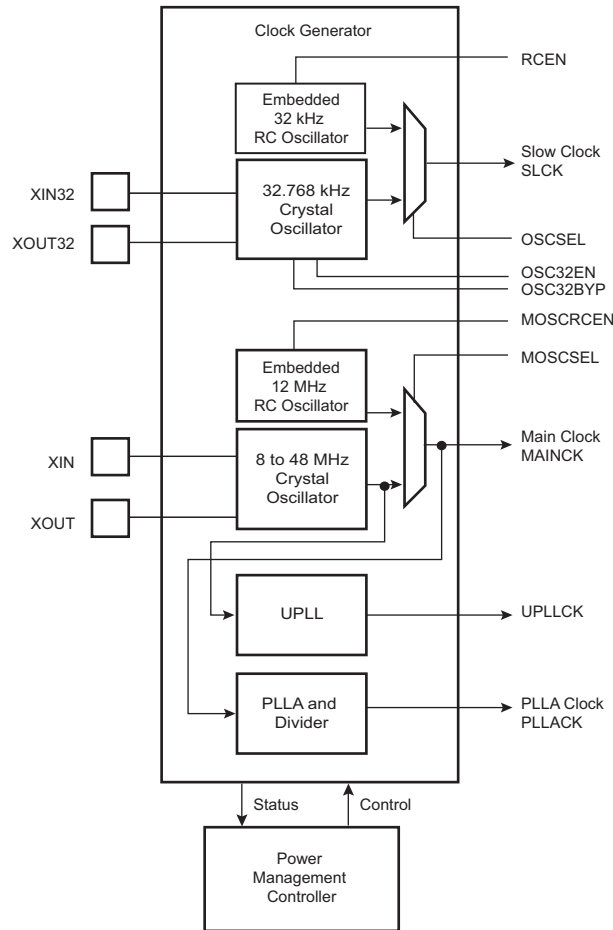 Clock Generator
RCEN
Embedded
32 kHz
RC Oscillator
Slow Clock
SLCK
XIN32
32.768 kHz
Crystal
Oscillator
XOUT32
OSCSEL
OSC32EN
OSC32BYP
MOSCRCEN
MOSCSEL
Embedded
12 MHz
RC Oscillator
Main Clock
MAINCK
XIN
8 to 48 MHz
Crystal
Oscillator
XOUT
UPLL
UPLLCK
PLLA and
Divider
PLLA Clock
PLLACK
Status
Control
Power
Management
Controller